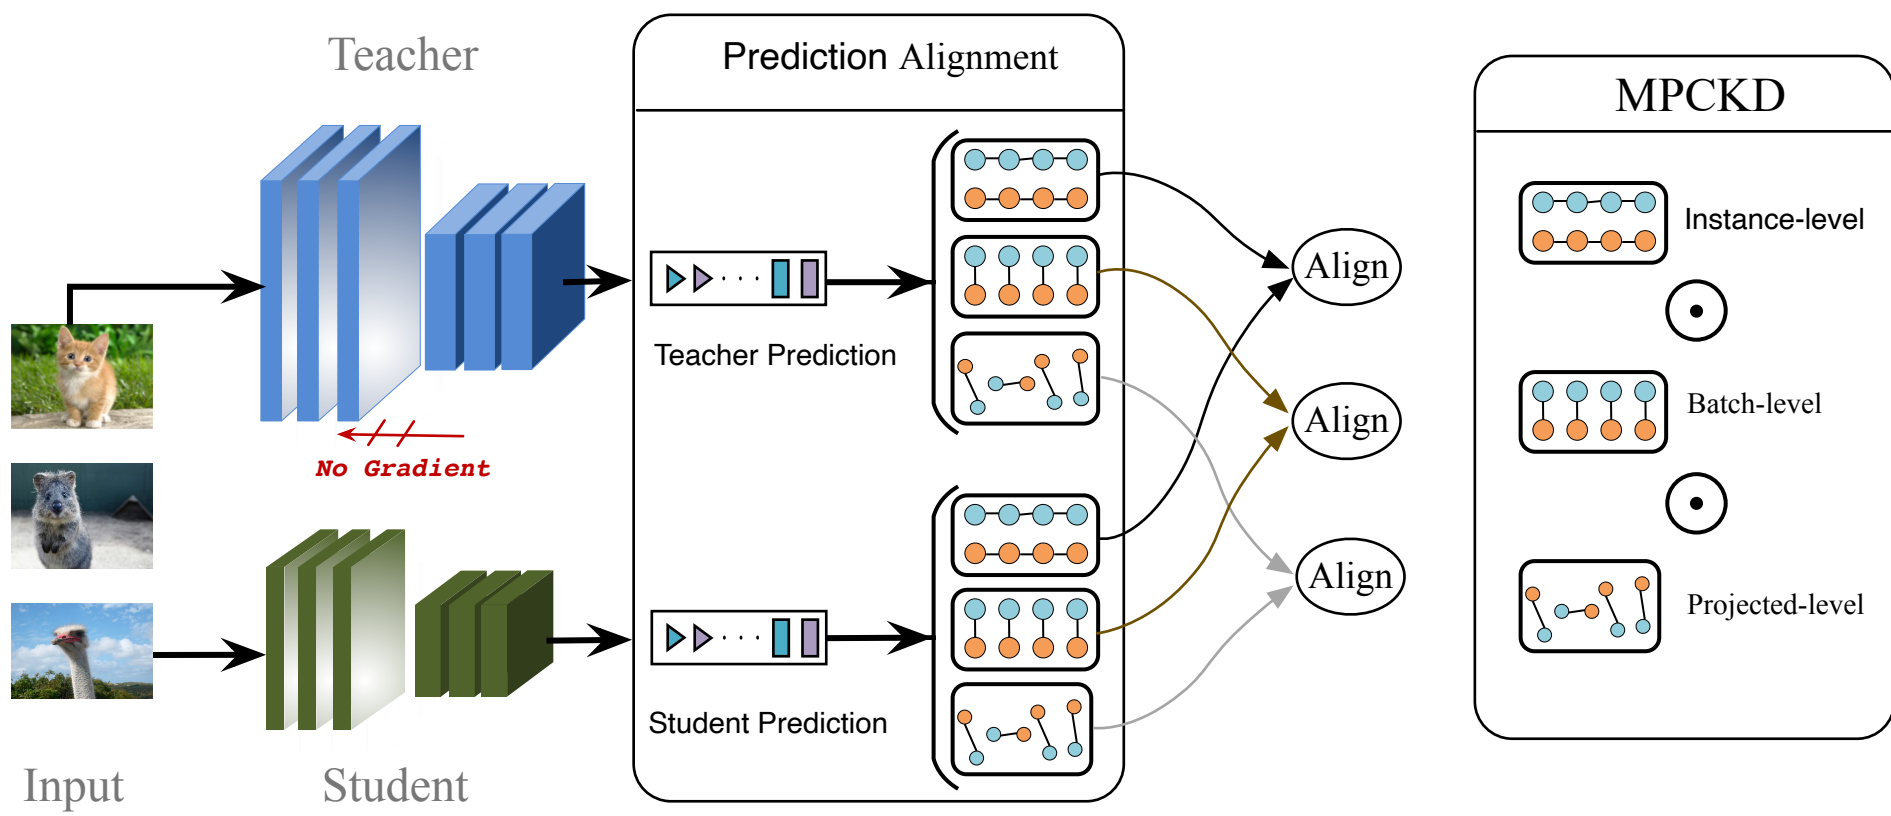 Teacher
Prediction Alignment
MPCKD
Instance-level
Align
Teacher Prediction
Align
Batch-level
No Gradient
Align
Projected-level
Student Prediction
Input
Student